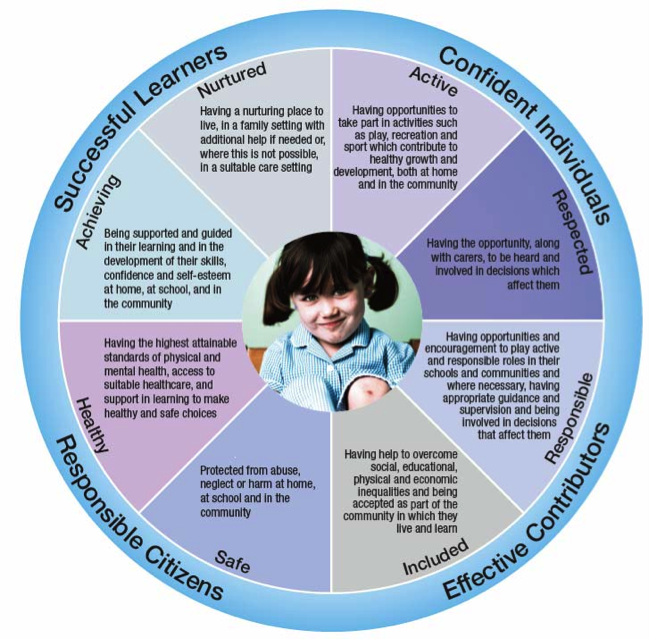 Successful Learners
Confident Individuals
Nurtured
Having a nurturing place to
live, in a family setting with
additional help if needed or,
where this is not possible,
in a suitable care setting
Active
Having opportunities to
take part in activities such
as play, recreation and
sport which contribute to
healthy growth and
development, both at home
and in the community
Respected
Having the opportunity, along
with carers, to be heard and
involved in decisions which
affect them
Responsible
Having opportunities and
encouragement to play active
and responsible roles in their
schools and communities and
where necessary, having
appropriate guidance and
supervision and being
involved in decisions
that affect them
Included
Having help to overcome
social, educational,
physical and economic
inequalities and being
accepted as part of the
community in which they
live and learn
Safe
Protected from abuse,
neglect or harm at home,
at school and in the
community
Healthy
Having the highest attainable
standards of physical and
mental health, access to
suitable healthcare, and
support in learning to make
healthy and safe choices
Achieving
Being supported and guided
in their learning and in the
development of their skills,
confidence and self-esteem
at home, at school, and in
the community
Responsible Citizens
Effective Contributors